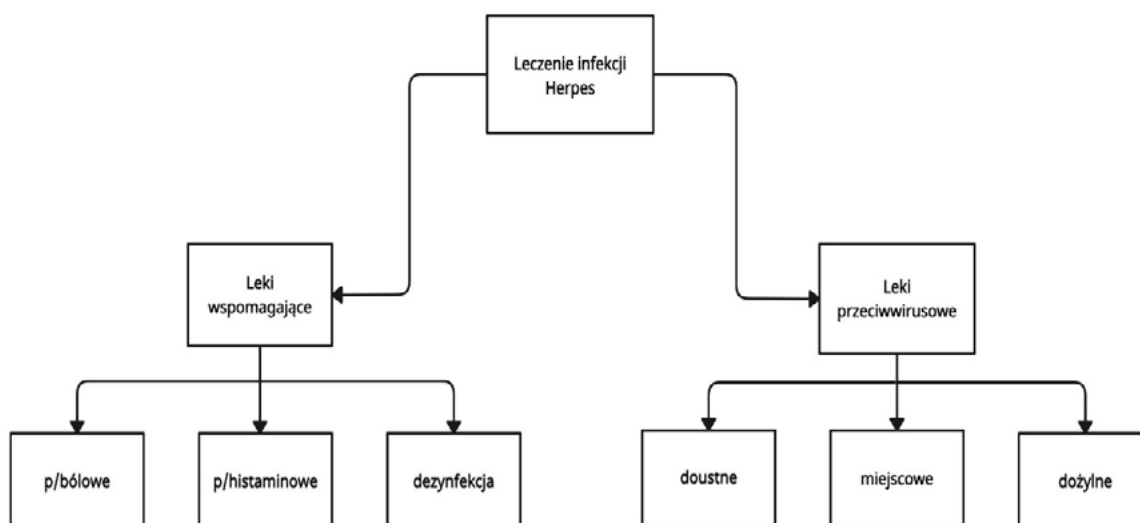 Leczenie infekcji
Herpes
Leki
wspomagające
Leki
przeciwwirusowe
p/bólowe
p/histaminowe
dezynfekcja
doustne
miejscowe
dożylne